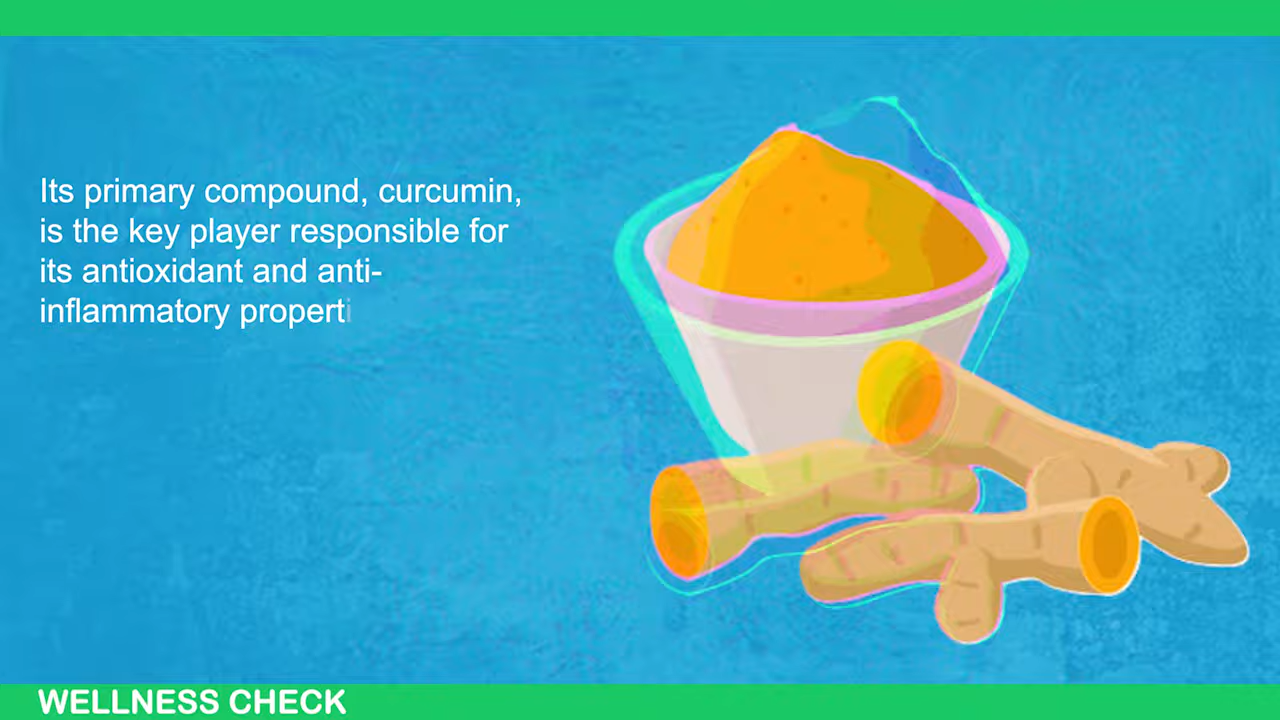 Its primary compound, curcumin,
is the key player responsible for
its antioxidant and anti-
inflammatory properti
WELLNESS CHECK